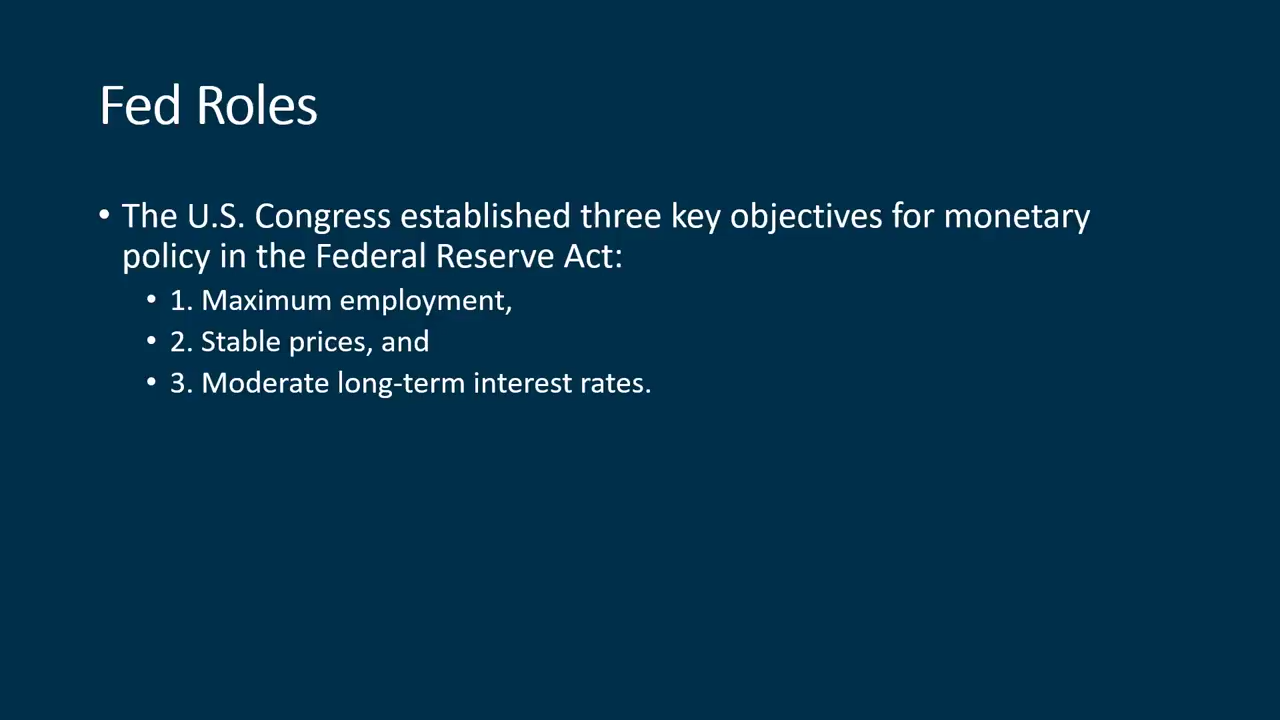 Fed Roles
• The U.S. Congress established three key objectives for monetary
policy in the Federal Reserve Act:
• 1. Maximum employment,
• 2. Stable prices, and
• 3. Moderate long-term interest rates.